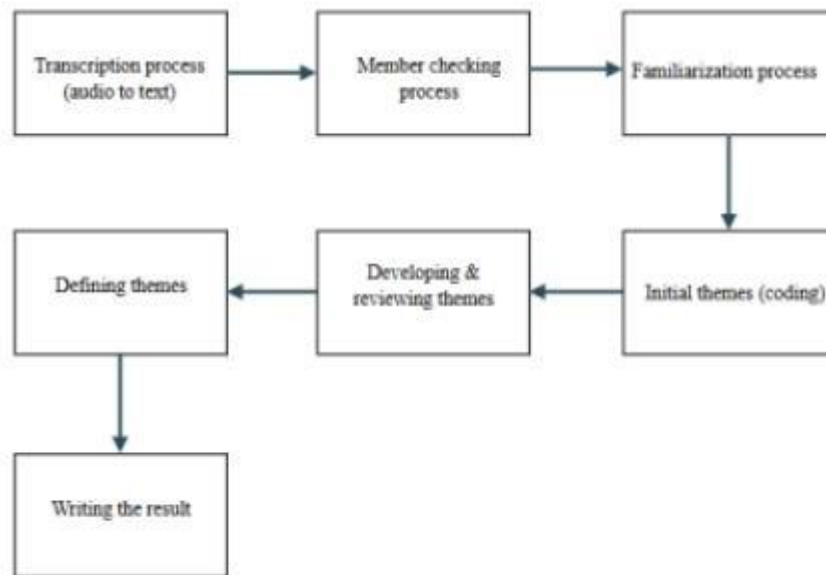 Transcription process
(audio to text)
Member checking
process
Familiarization process
Initial themes (coding)
Developing &
reviewing themes
Defining themes
Writing the result